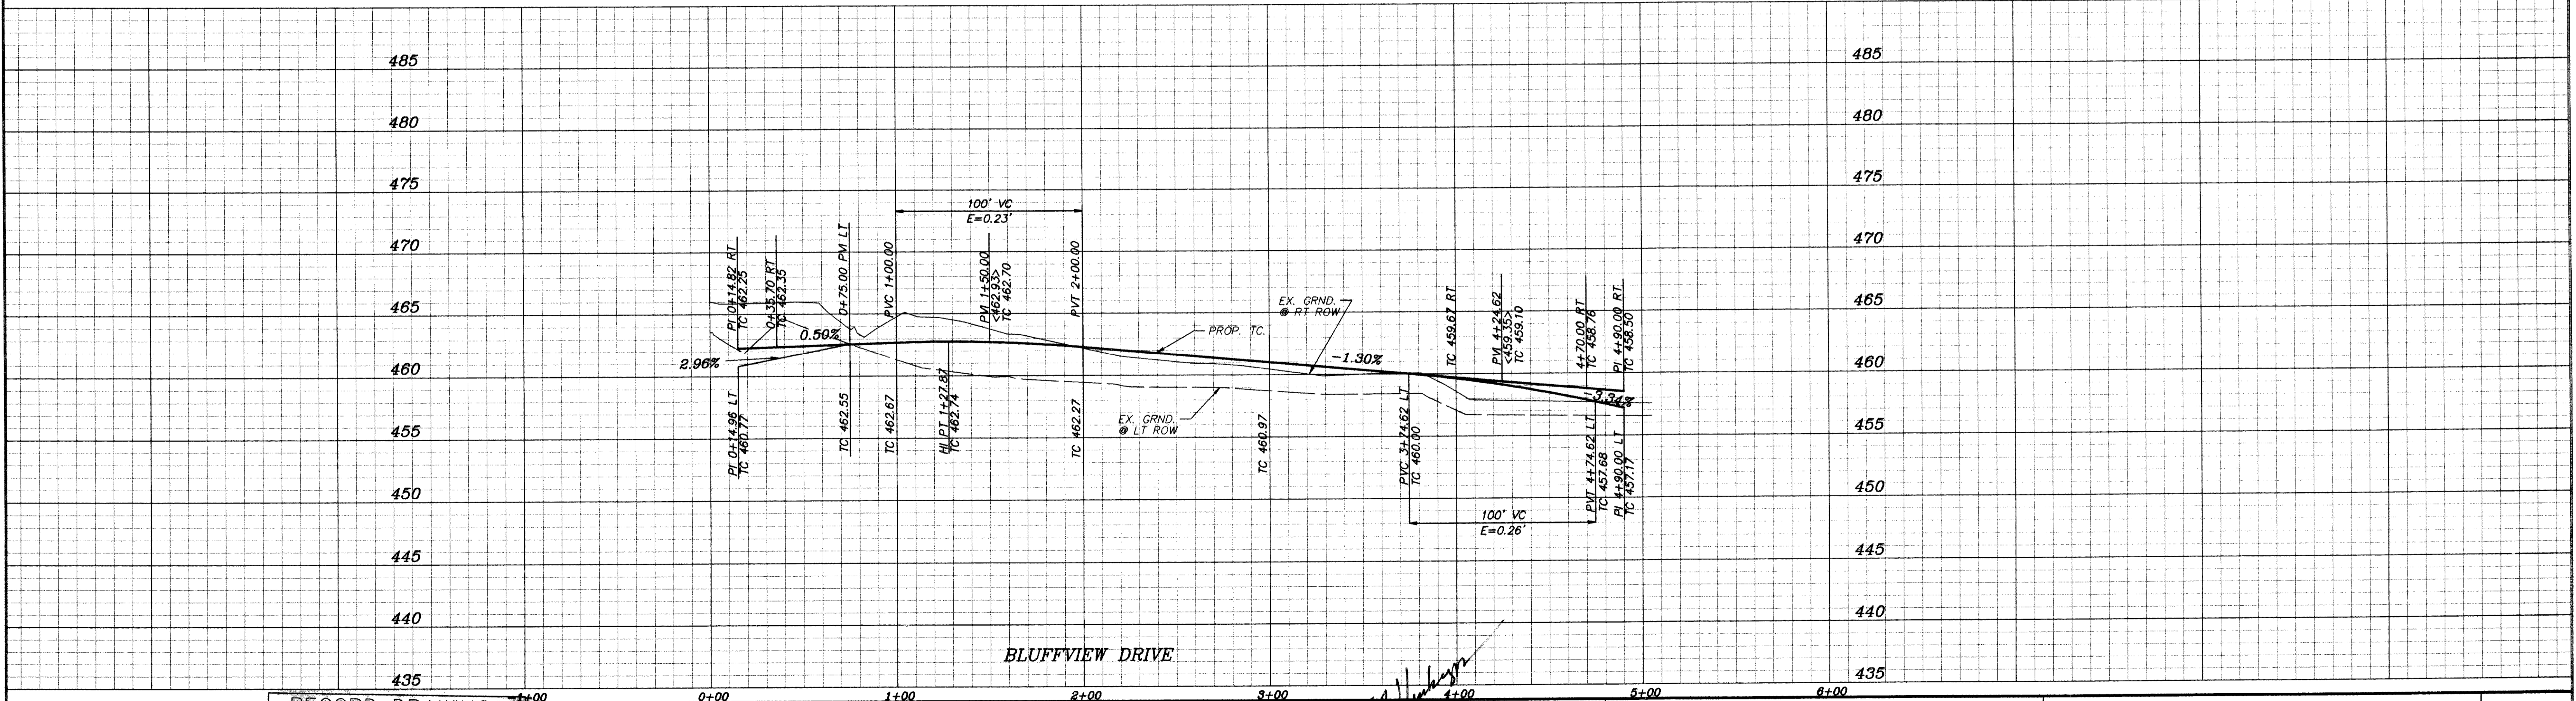 485
485
480
480
475
475
100' VC
E=0.23'
470
470
PI 0+14.82 RT
TC 462.25
0+35.70 RT
TC 462.35
0+75.00 PVI LT
PVC 1+00.00
PVI 1+50.00
<462.93>
TC 462.70
PVT 2+00.00
EX. GRND.
@ RT ROW
TC 459.67 RT
PVI 4+24.62
<459.35>
TC 459.10
4+70.00 RT
TC 458.76
PI 4+90.00 RT
TC 458.50
465
465
0.50%
PROP. TC.
2.96%
-1.30%
460
460
-3.34%
PI 0+14.96 LT
TC 460.77
TC 462.55
TC 462.67
HI PT 1+27.87
TC 462.74
TC 462.27
EX. GRND.
@ LT ROW
TC 460.97
PVC 3+74.62 LT
TC 460.00
PVT 4+74.62 LT
TC 457.68
PI 4+90.00 LT
TC 457.17
455
455
450
450
100' VC
E=0.26'
445
445
440
440
BLUFFVIEW DRIVE
435
435
-1+00
0+00
1+00
2+00
3+00
4+00
5+00
6+00